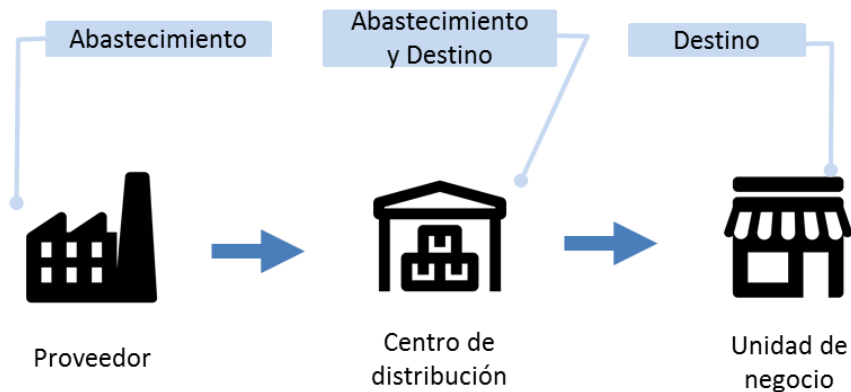 Abastecimiento
Abastecimiento
y Destino
Destino
Proveedor
Centro de
distribución
Unidad de
negocio